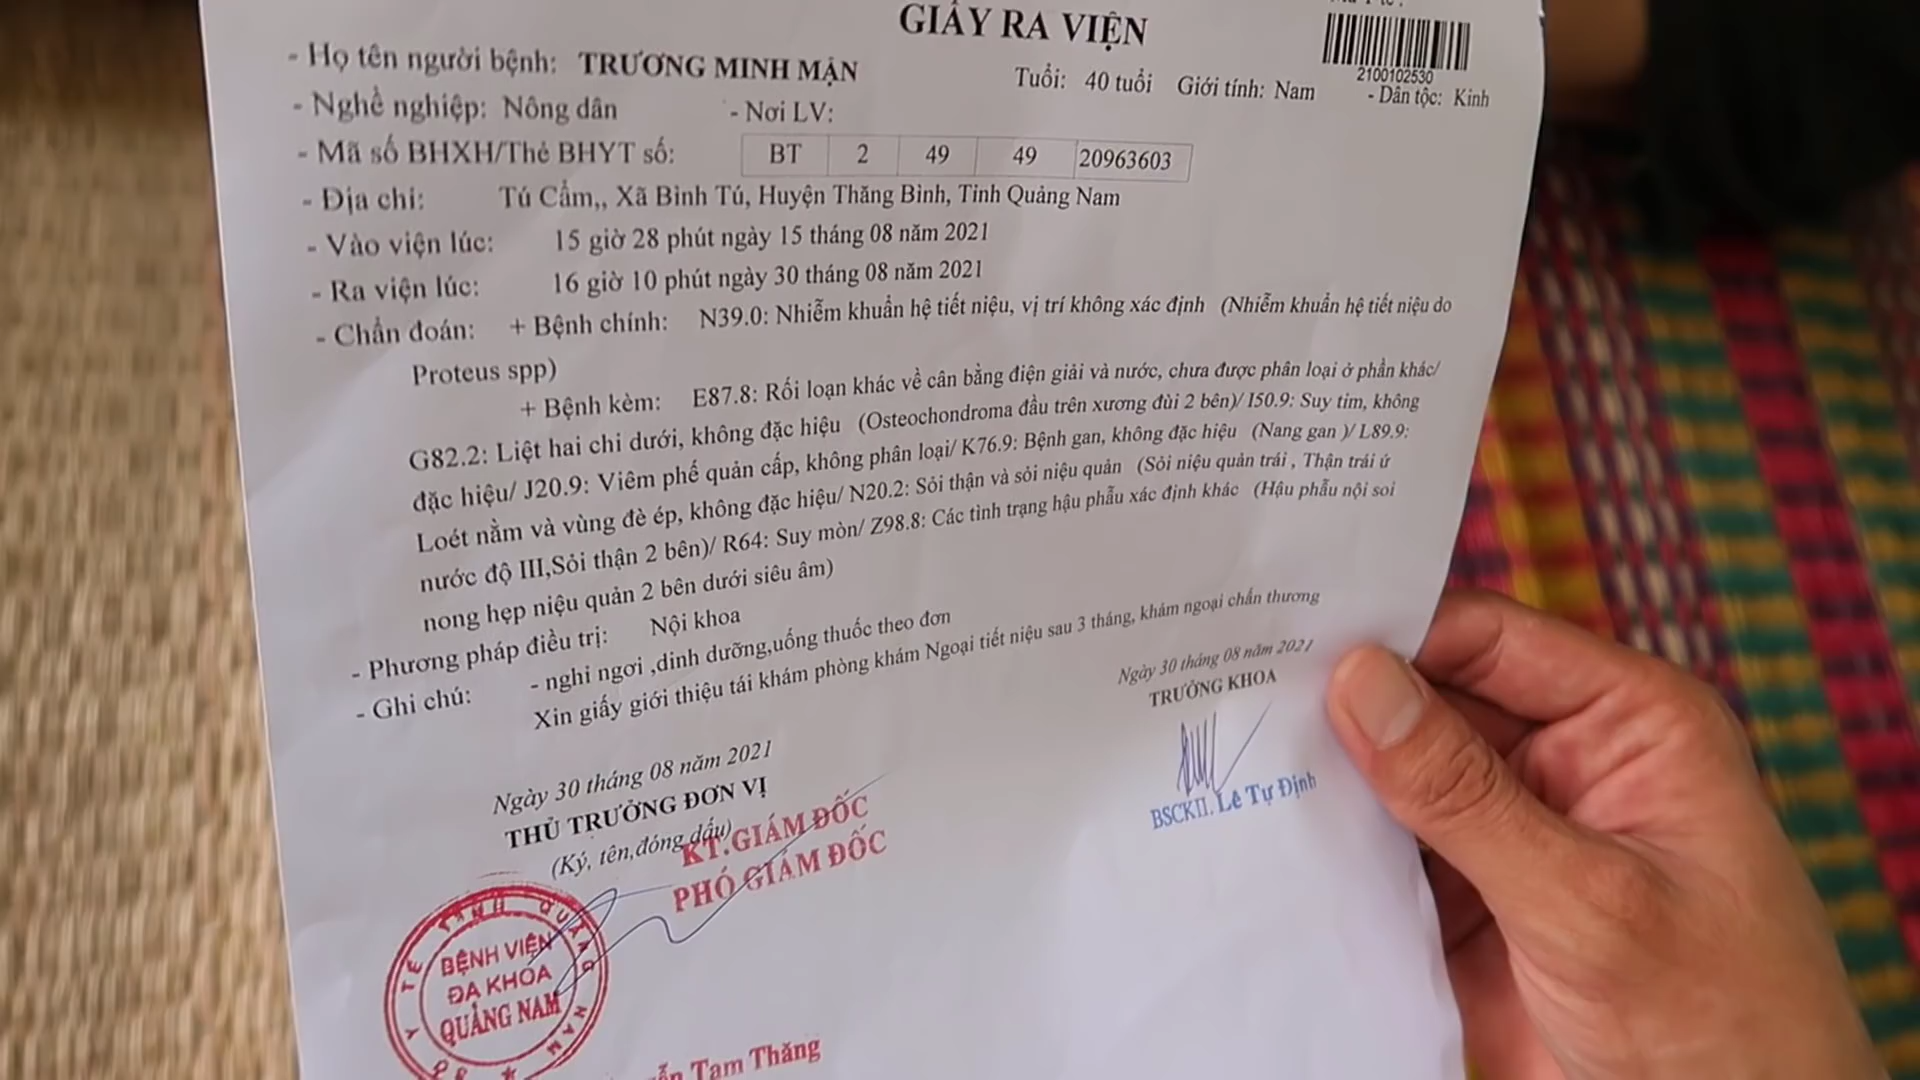 GIẤY RA VIỆN
2100102530
- Họ tên người bệnh: TRƯƠNG MINH MẬN Tuổi: 40 tuổi Giới tính: Nam - Dân tộc: Kinh
- Nghề nghiệp: Nông dân - Nơi LV:
- Mã số BHXH/Thẻ BHYT số: BT 2 49 49 20963603
- Địa chỉ: Tú Cẩm,, Xã Bình Tú, Huyện Thăng Bình, Tỉnh Quảng Nam
- Vào viện lúc: 15 giờ 28 phút ngày 15 tháng 08 năm 2021
- Ra viện lúc: 16 giờ 10 phút ngày 30 tháng 08 năm 2021
- Chẩn đoán: + Bệnh chính: N39.0: Nhiễm khuẩn hệ tiết niệu, vị trí không xác định (Nhiễm khuẩn hệ tiết niệu do
Proteus spp)
+ Bệnh kèm: E87.8: Rối loạn khác về cân bằng điện giải và nước, chưa được phân loại ở phần khác/
G82.2: Liệt hai chi dưới, không đặc hiệu (Osteochondroma đầu trên xương đùi 2 bên)/ I50.9: Suy tim, không
đặc hiệu/ J20.9: Viêm phế quản cấp, không phân loại/ K76.9: Bệnh gan, không đặc hiệu (Nang gan )/ L89.9:
Loét nằm và vùng đè ép, không đặc hiệu/ N20.2: Sỏi thận và sỏi niệu quản (Sỏi niệu quản trái , Thận trái ứ
nước độ III,Sỏi thận 2 bên)/ R64: Suy mòn/ Z98.8: Các tình trạng hậu phẫu xác định khác (Hậu phẫu nội soi
nong hẹp niệu quản 2 bên dưới siêu âm)
- Phương pháp điều trị: Nội khoa
- Ghi chú: - nghỉ ngơi ,dinh dưỡng,uống thuốc theo đơn
Xin giấy giới thiệu tái khám phòng khám Ngoại tiết niệu sau 3 tháng, khám ngoại chấn thương
Ngày 30 tháng 08 năm 2021
TRƯỞNG KHOA
BSCKII. Lê Tự Định
Ngày 30 tháng 08 năm 2021
THỦ TRƯỞNG ĐƠN VỊ
(Ký, tên,đóng dấu)
KT.GIÁM ĐỐC
PHÓ GIÁM ĐỐC
Y TẾ TỈNH QUẢNG NAM
BỆNH VIỆN
ĐA KHOA
QUẢNG NAM
Tam Thăng